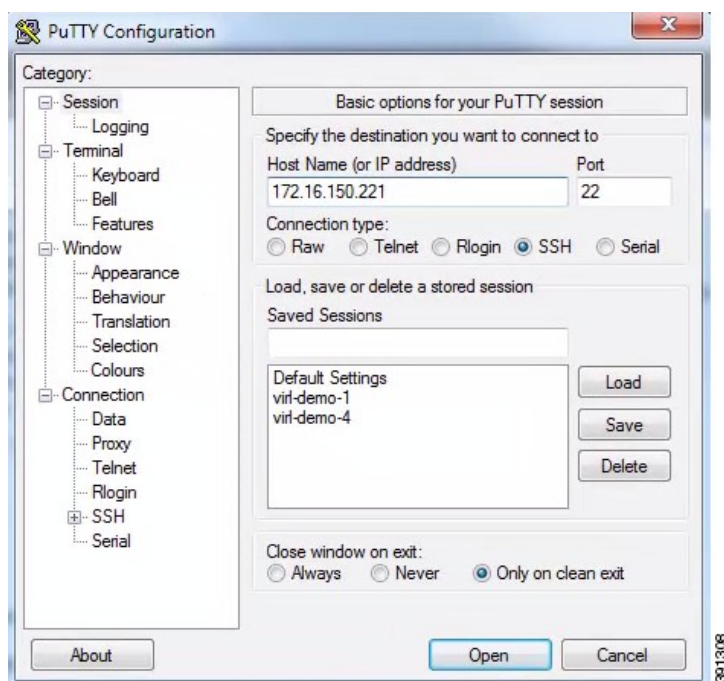 PuTTY Configuration
Category:
Session
Logging
Terminal
Keyboard
Bell
Features
Window
Appearance
Behaviour
Translation
Selection
Colours
Connection
Data
Proxy
Telnet
Rlogin
SSH
Serial
Basic options for your PuTTY session
Specify the destination you want to connect to
Host Name (or IP address) Port
172.16.150.221 22
Connection type:
Raw Telnet Rlogin SSH Serial
Load, save or delete a stored session
Saved Sessions
Default Settings
virl-demo-1
virl-demo-4
Load
Save
Delete
Close window on exit:
Always Never Only on clean exit
About Open Cancel
391308